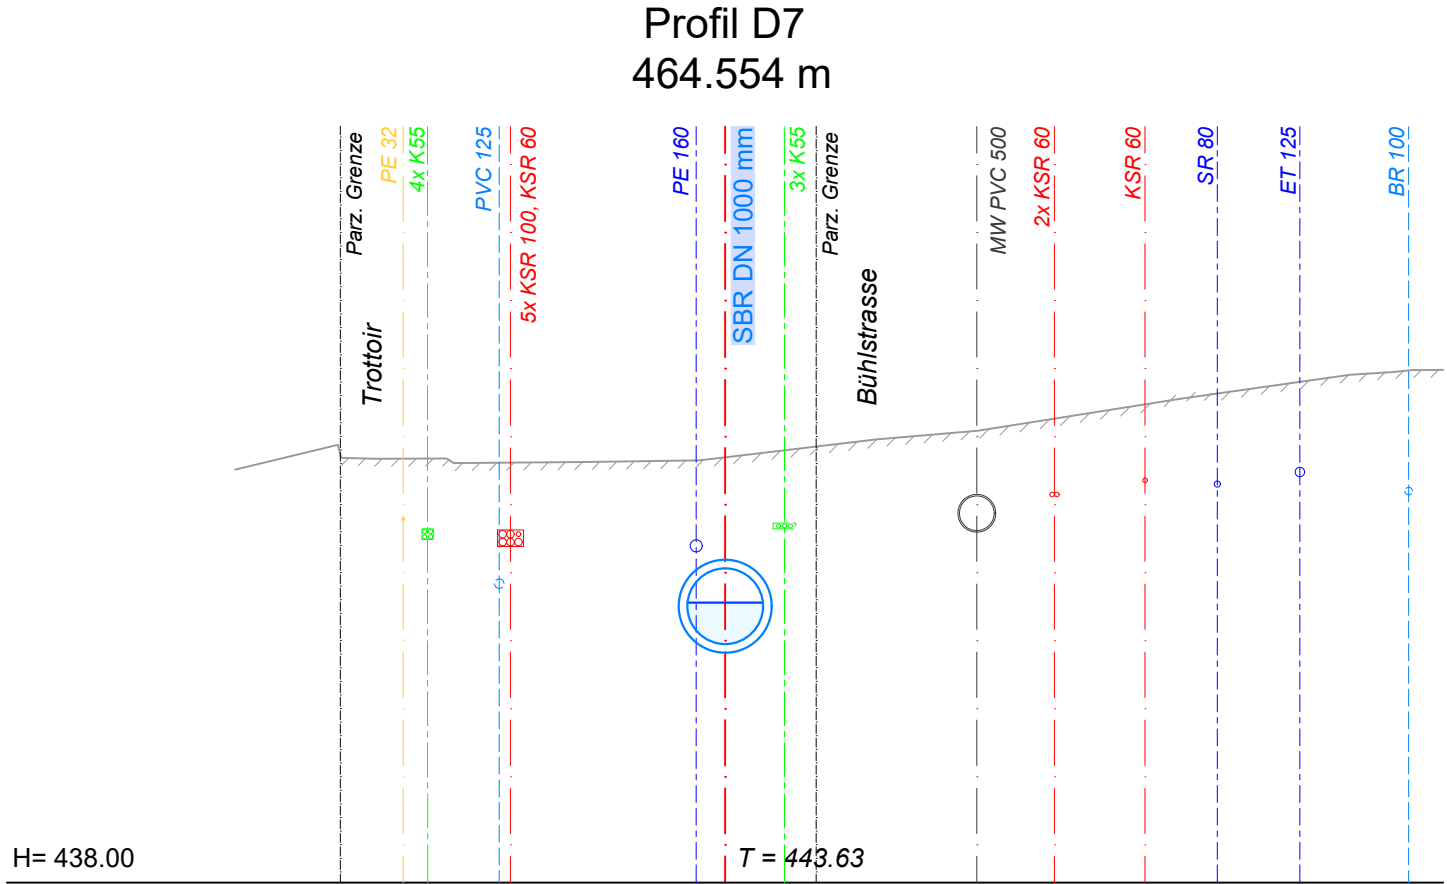 Profil D7
464.554 m
Parz. Grenze
PE 32
4x K55
PVC 125
5x KSR 100, KSR 60
PE 160
SBR DN 1000 mm
3x K55
Parz. Grenze
MW PVC 500
2x KSR 60
KSR 60
SR 80
ET 125
BR 100
Trottoir
Bühlstrasse
H= 438.00
T = 443.63